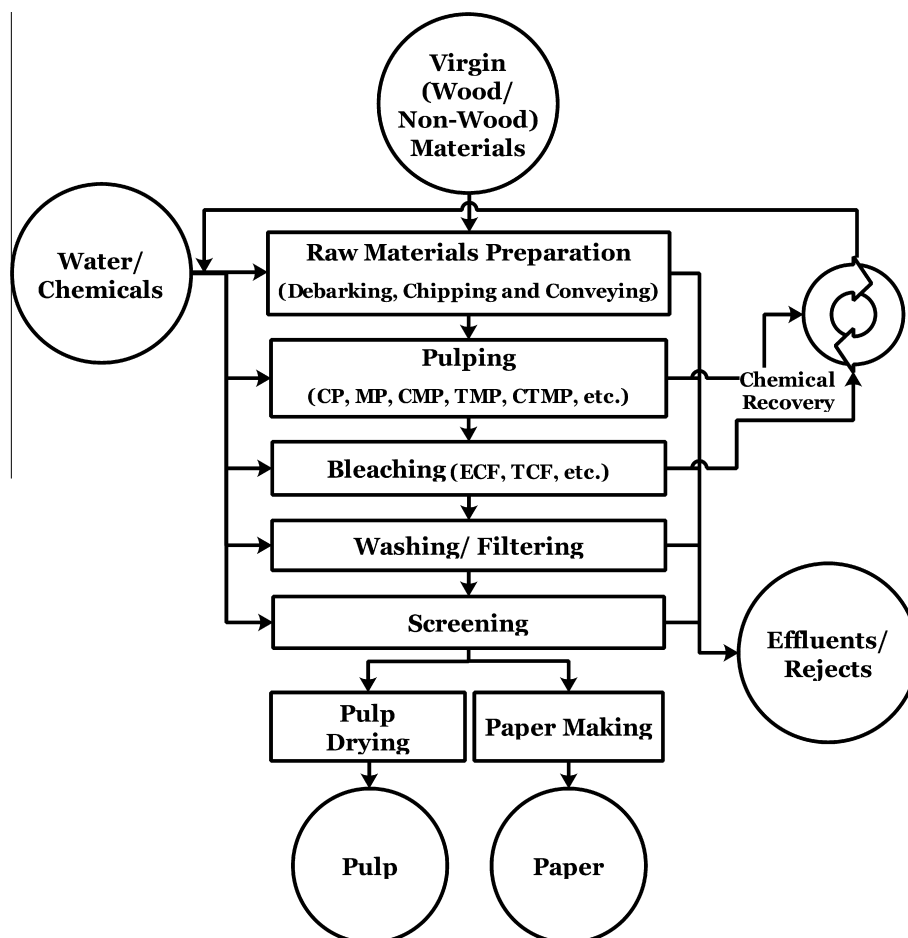 Virgin
(Wood/
Non-Wood)
Materials
Water/
Chemicals
Raw Materials Preparation
(Debarking, Chipping and Conveying)
Pulping
(CP, MP, CMP, TMP, CTMP, etc.)
Chemical
Recovery
Bleaching (ECF, TCF, etc.)
Washing/ Filtering
Screening
Effluents/
Rejects
Pulp
Drying
Paper Making
Pulp
Paper